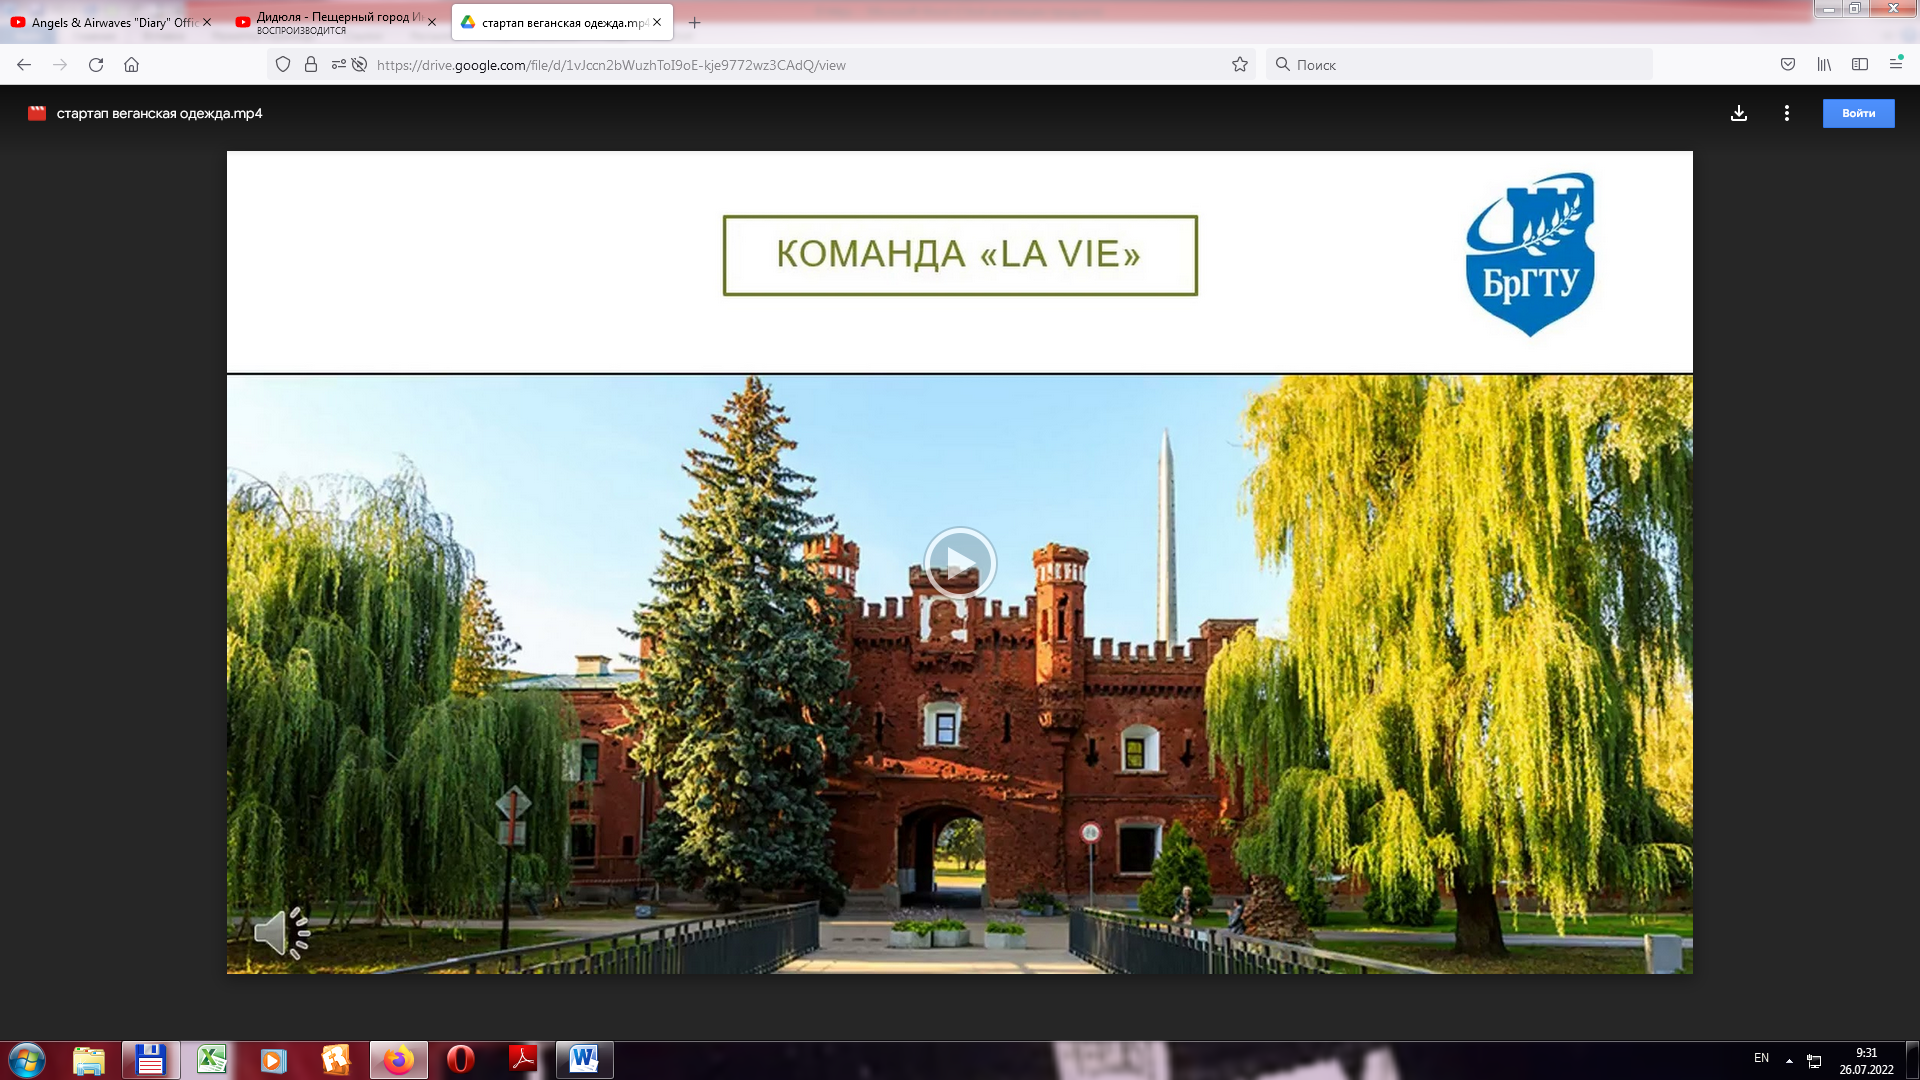 Angels & Airwaves "Diary" Offic
Дидюля - Пещерный город И
ВОСПРОИЗВОДИТСЯ
стартап веганская одежда.mp4
https://drive.google.com/file/d/1vJccn2bWuzhToI9oE-kje9772wz3CAdQ/view
Поиск
стартап веганская одежда.mp4
Войти
КОМАНДА «LA VIE»
БрГТУ
EN
9:31
26.07.2022